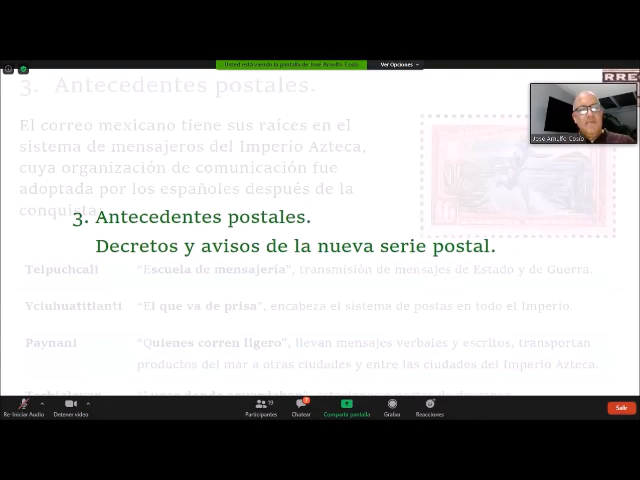 Usted está viendo la pantalla de José Arnulfo Cosío
Ver Opciones
3. Antecedentes postales.
RRE
El correo mexicano tiene sus raíces en el
sistema de mensajeros del Imperio Azteca,
cuya organización de comunicación fue
adoptada por los españoles después de la
conquista
José Arnulfo Cosío
3. Antecedentes postales.
Decretos y avisos de la nueva serie postal.
Telpuchcali "Escuela de mensajería", transmisión de mensajes de Estado y de Guerra.
Yciuhuatitlanti "El que va de prisa", encabeza el sistema de postas en todo el Imperio.
Paynani "Quienes corren ligero", llevan mensajes verbales y escritos, transportan
productos del mar a otras ciudades y entre las ciudades del Imperio Azteca.
Re-iniciar Audio
Detener video
19
Participantes
Chatear
Compartir pantalla
Grabar
Reacciones
Salir